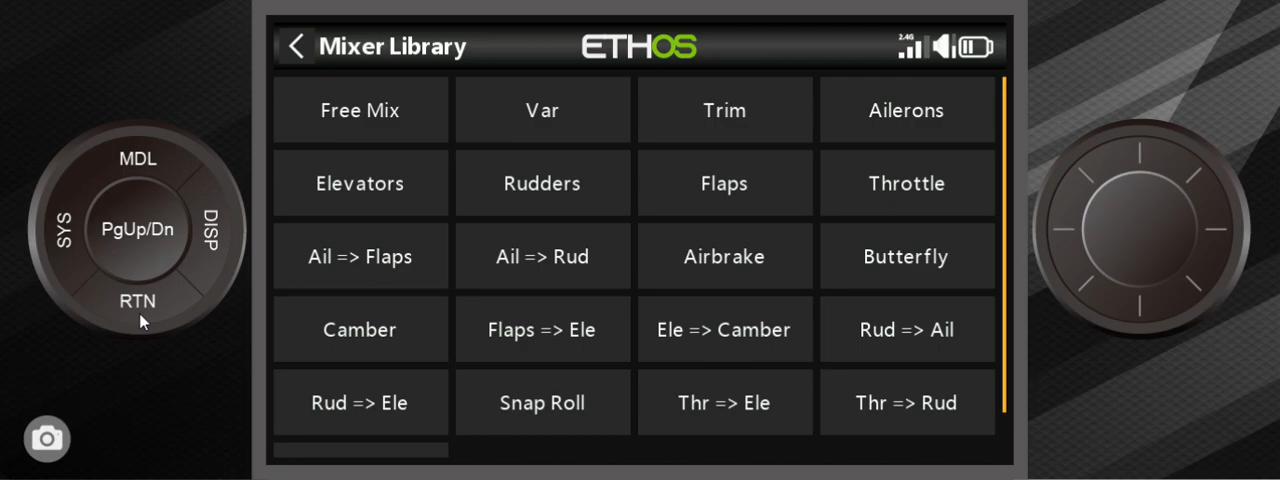 Mixer Library
ETHOS
2.4G
Free Mix
Var
Trim
Ailerons
Elevators
Rudders
Flaps
Throttle
Ail => Flaps
Ail => Rud
Airbrake
Butterfly
Camber
Flaps => Ele
Ele => Camber
Rud => Ail
Rud => Ele
Snap Roll
Thr => Ele
Thr => Rud
MDL
SYS
PgUp/Dn
DISP
RTN